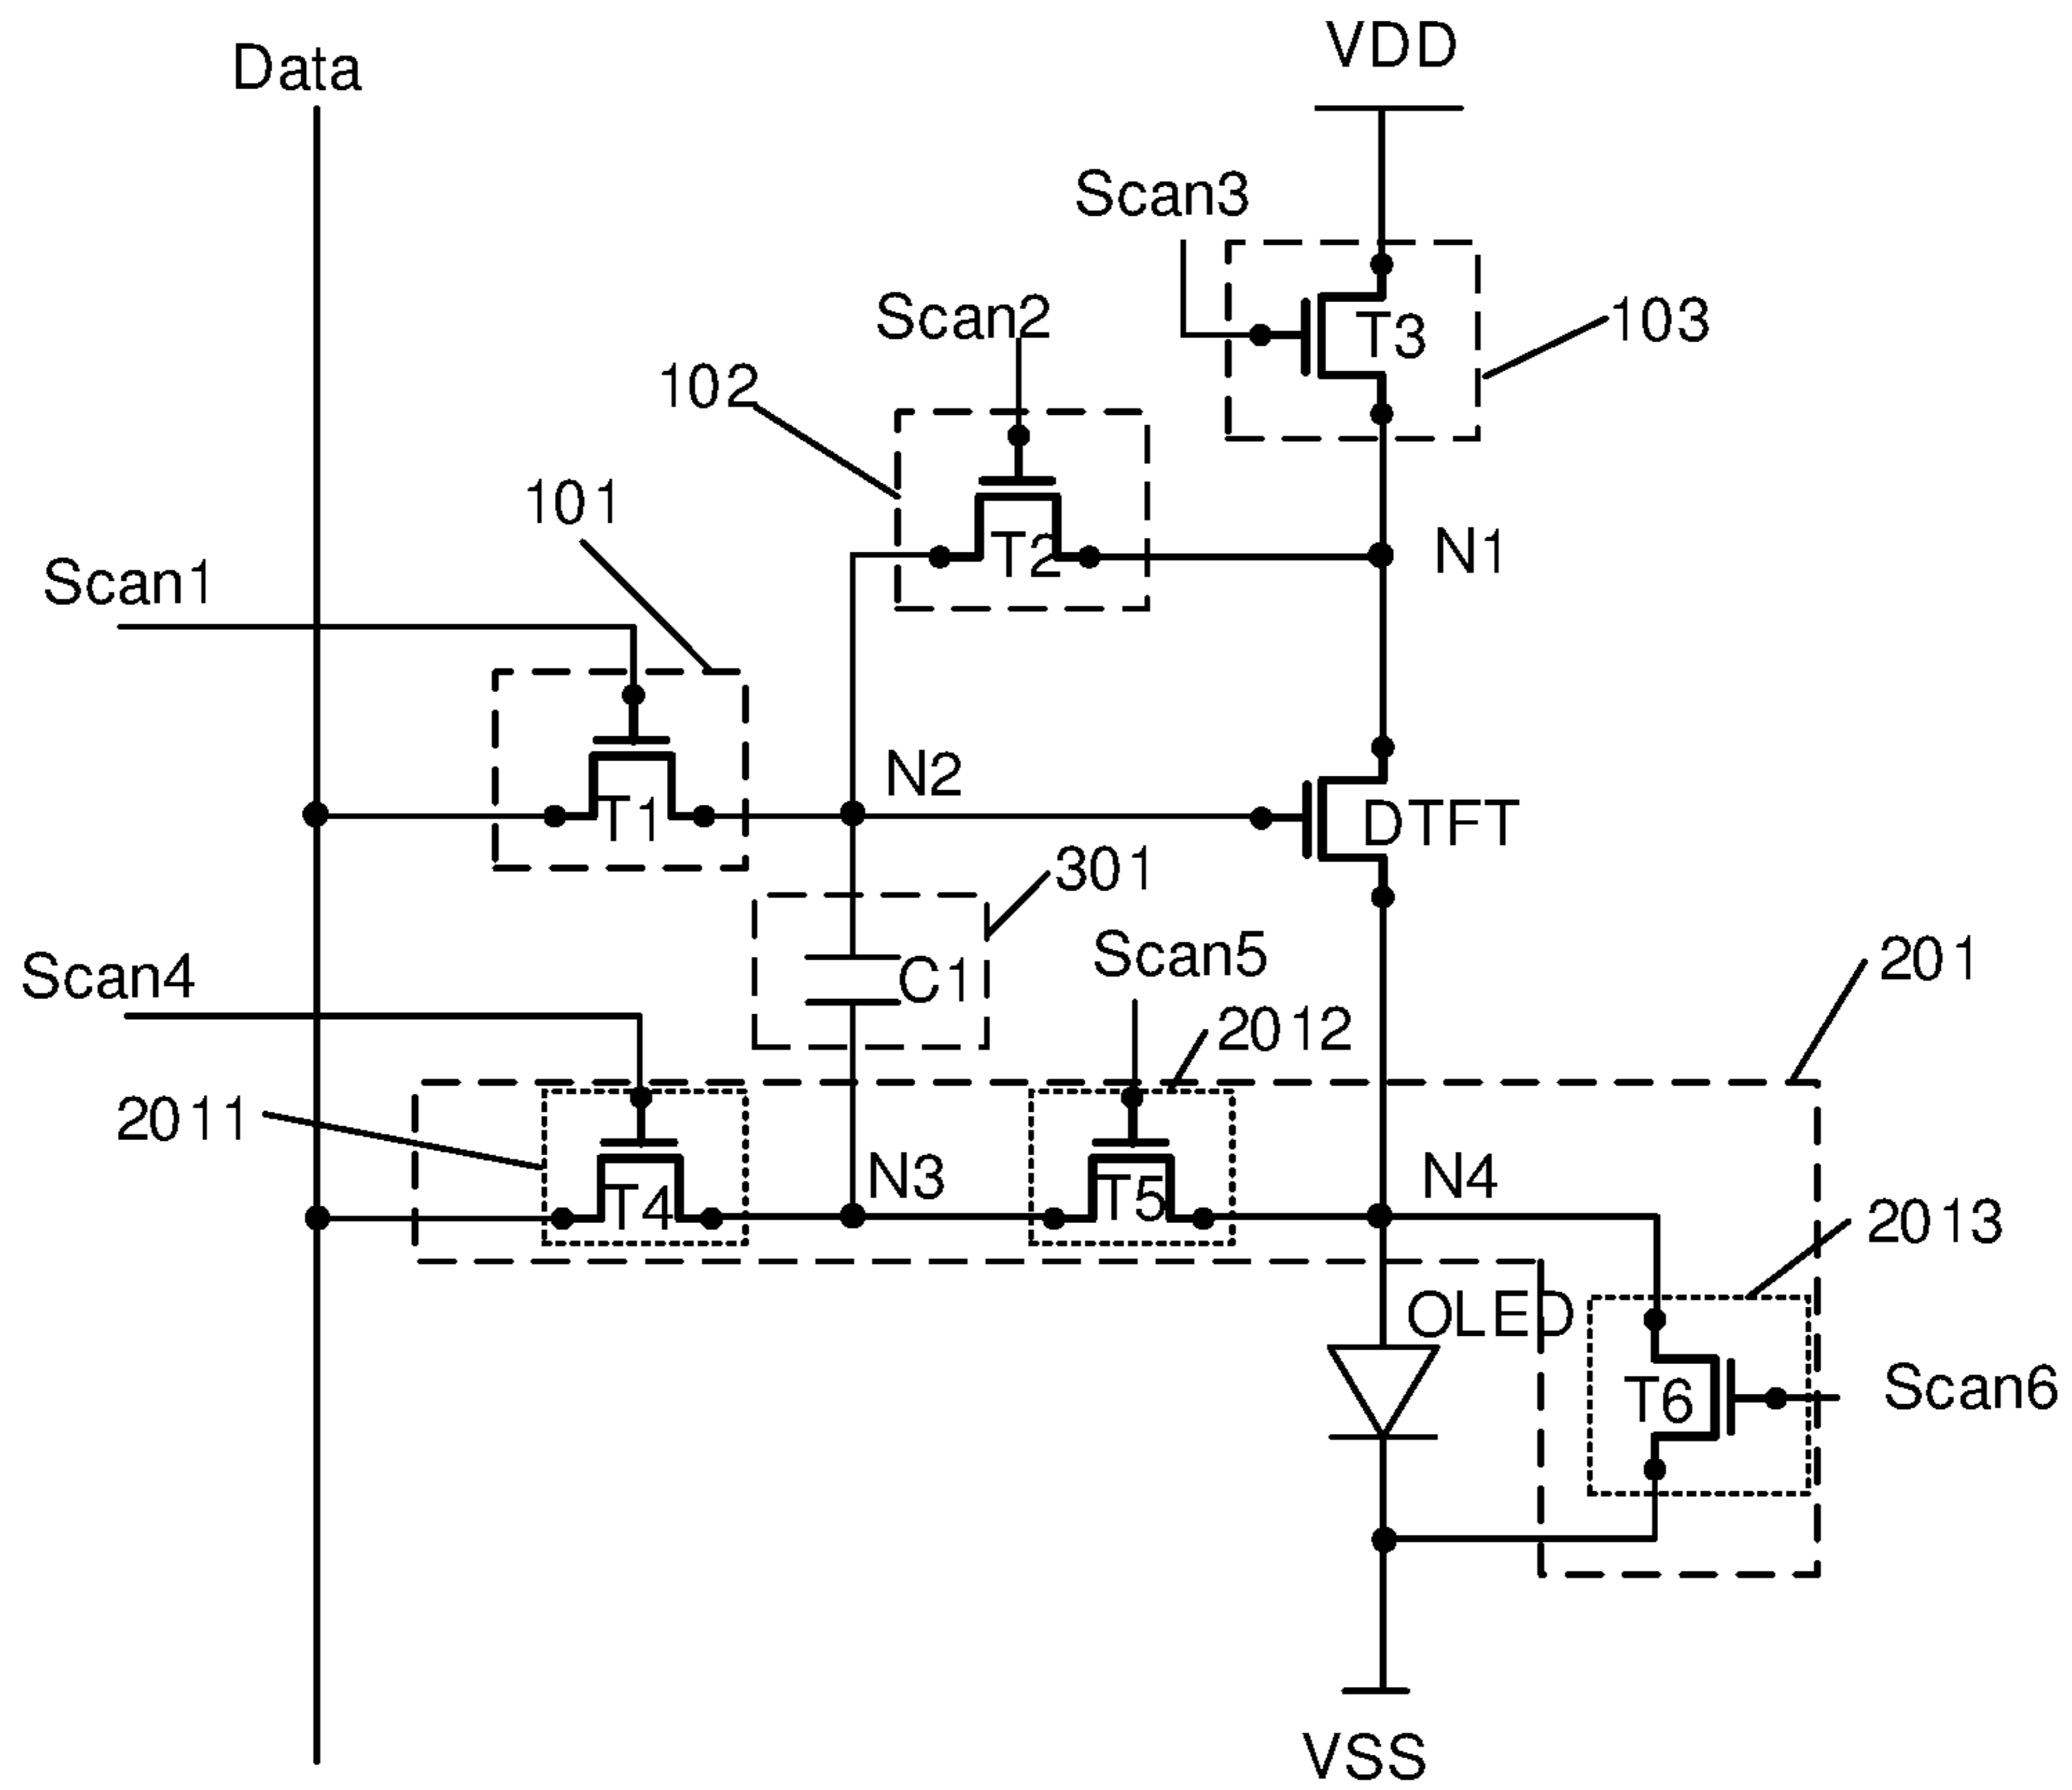 VDD
Data
Scan3
Scan2
103
T3
102
101
N1
T2
Scan1
N2
T1
DTFT
301
Scan5
201
Scan4
C1
2012
2011
N3
N4
T4
T5
2013
OLED
T6
Scan6
VSS